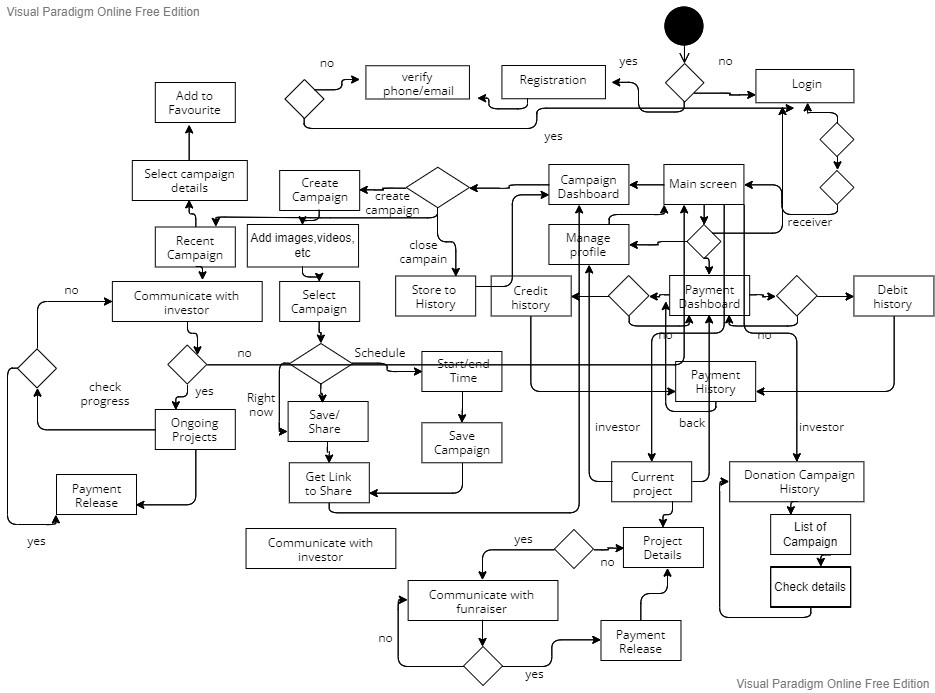 Visual Paradigm Online Free Edition
yes
no
no
verify
phone/email
Registration
Login
Add to
Favourite
yes
Select campaign
details
Create
Campaign
create
campaign
Campaign
Dashboard
Main screen
receiver
Recent
Campaign
Add images,videos,
etc
close
campain
Manage
profile
no
Communicate with
investor
Select
Campaign
Store to
History
Credit
history
Payment
Dashboard
Debit
history
no
no
no
Schedule
Start/end
Time
Payment
History
check
progress
yes
Right
now
back
Ongoing
Projects
Save/
Share
Save
Campaign
investor
investor
Payment
Release
Get Link
to Share
Current
project
Donation Campaign
History
yes
Communicate with
investor
yes
no
Project
Details
List of
Campaign
Communicate with
funraiser
Check details
no
yes
Payment
Release
Visual Paradigm Online Free Edition